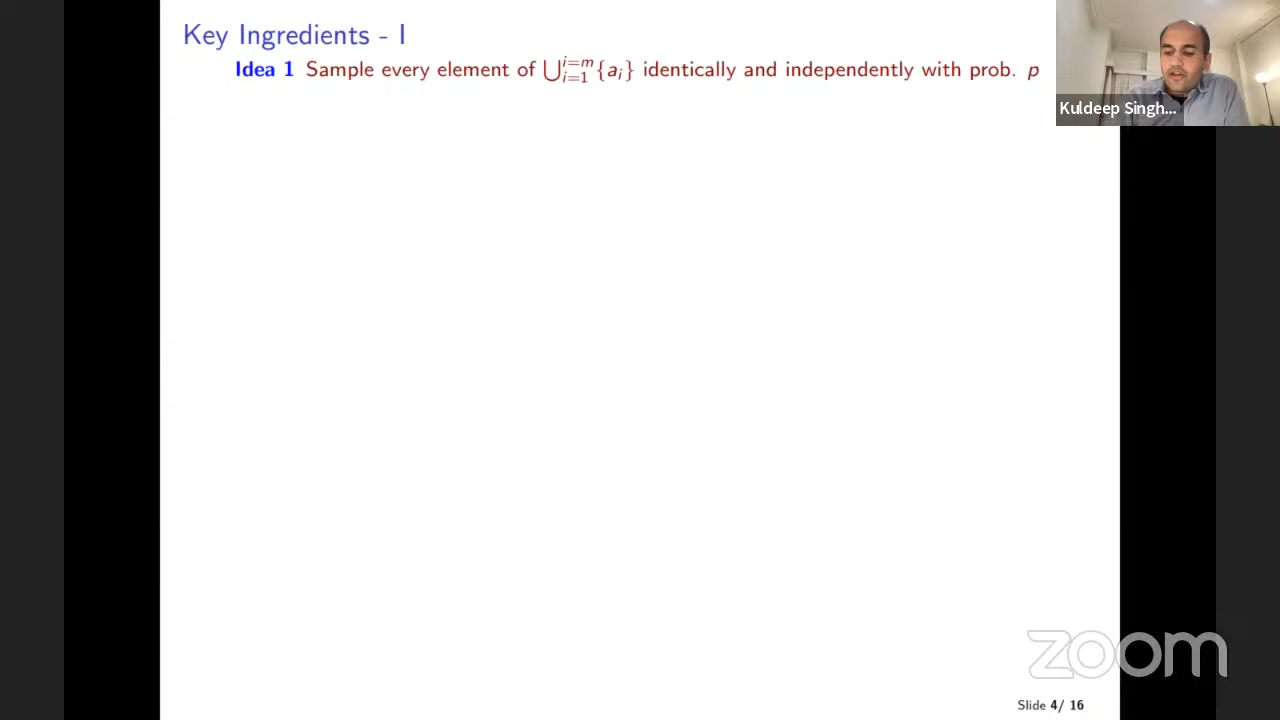 Key Ingredients - I
Idea 1 Sample every element of ⋃_{i=1}^{i=m}{a_i} identically and independently with prob. p
Kuldeep Singh...
zoom
Slide 4/ 16